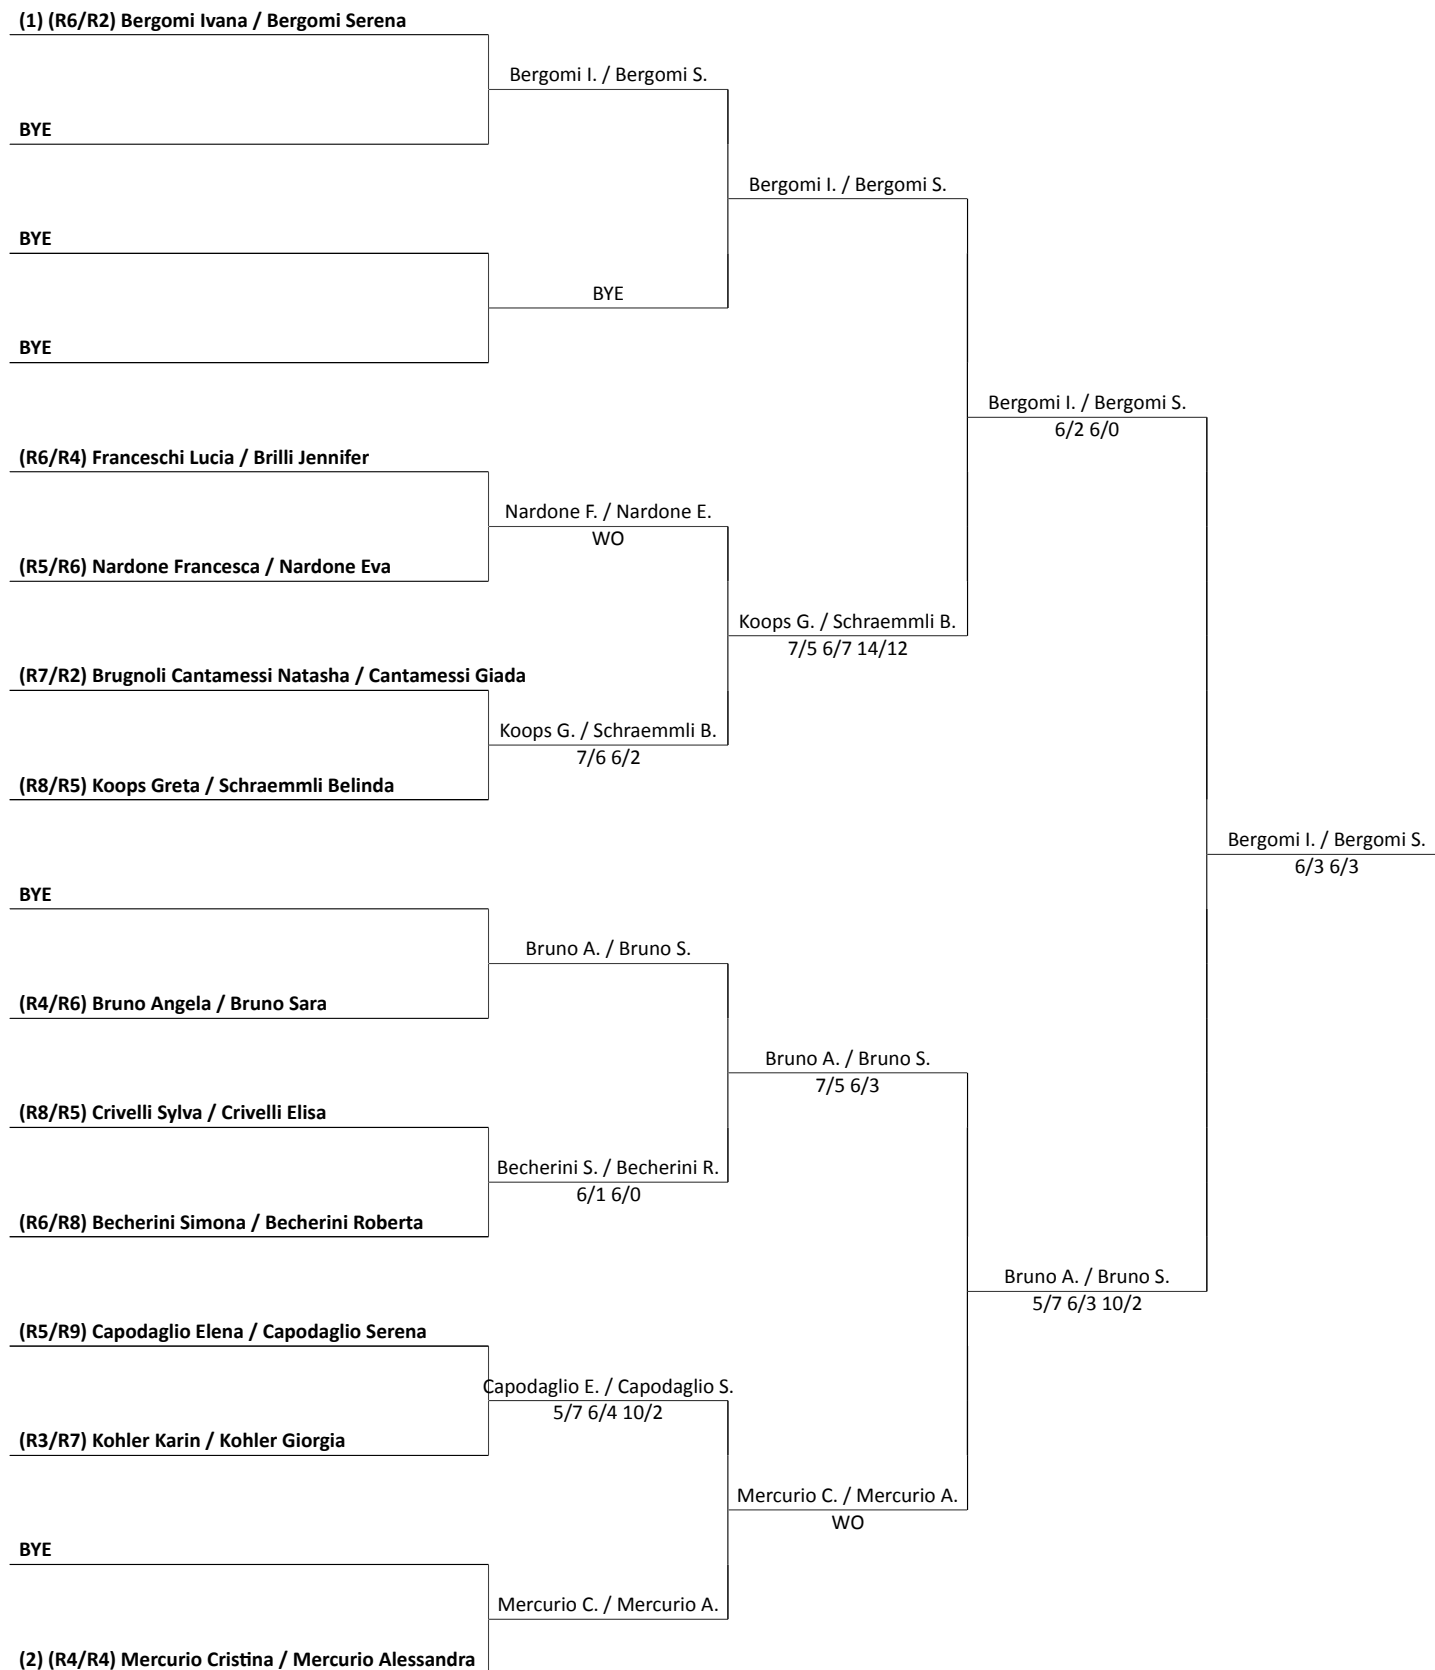 (1) (R6/R2) Bergomi Ivana / Bergomi Serena
Bergomi I. / Bergomi S.
BYE
Bergomi I. / Bergomi S.
BYE
BYE
BYE
Bergomi I. / Bergomi S.
6/2 6/0
(R6/R4) Franceschi Lucia / Brilli Jennifer
Nardone F. / Nardone E.
WO
(R5/R6) Nardone Francesca / Nardone Eva
Koops G. / Schraemmli B.
7/5 6/7 14/12
(R7/R2) Brugnoli Cantamessi Natasha / Cantamessi Giada
Koops G. / Schraemmli B.
7/6 6/2
(R8/R5) Koops Greta / Schraemmli Belinda
Bergomi I. / Bergomi S.
6/3 6/3
BYE
Bruno A. / Bruno S.
(R4/R6) Bruno Angela / Bruno Sara
Bruno A. / Bruno S.
7/5 6/3
(R8/R5) Crivelli Sylva / Crivelli Elisa
Becherini S. / Becherini R.
6/1 6/0
(R6/R8) Becherini Simona / Becherini Roberta
Bruno A. / Bruno S.
5/7 6/3 10/2
(R5/R9) Capodaglio Elena / Capodaglio Serena
Capodaglio E. / Capodaglio S.
5/7 6/4 10/2
(R3/R7) Kohler Karin / Kohler Giorgia
Mercurio C. / Mercurio A.
WO
BYE
Mercurio C. / Mercurio A.
(2) (R4/R4) Mercurio Cristina / Mercurio Alessandra